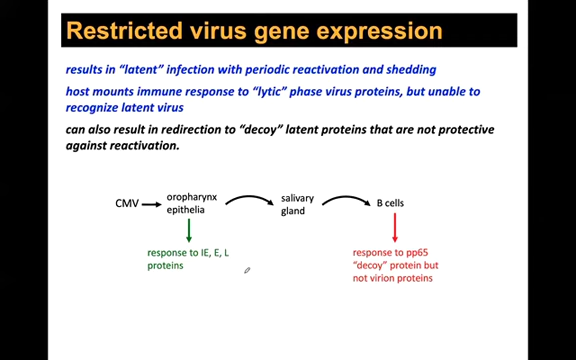 Restricted virus gene expression
results in “latent” infection with periodic reactivation and shedding
host mounts immune response to “lytic” phase virus proteins, but unable to
recognize latent virus
can also result in redirection to “decoy” latent proteins that are not protective
against reactivation.
CMV
oropharynx
epithelia
salivary
gland
B cells
response to IE, E, L
proteins
response to pp65
“decoy” protein but
not virion proteins